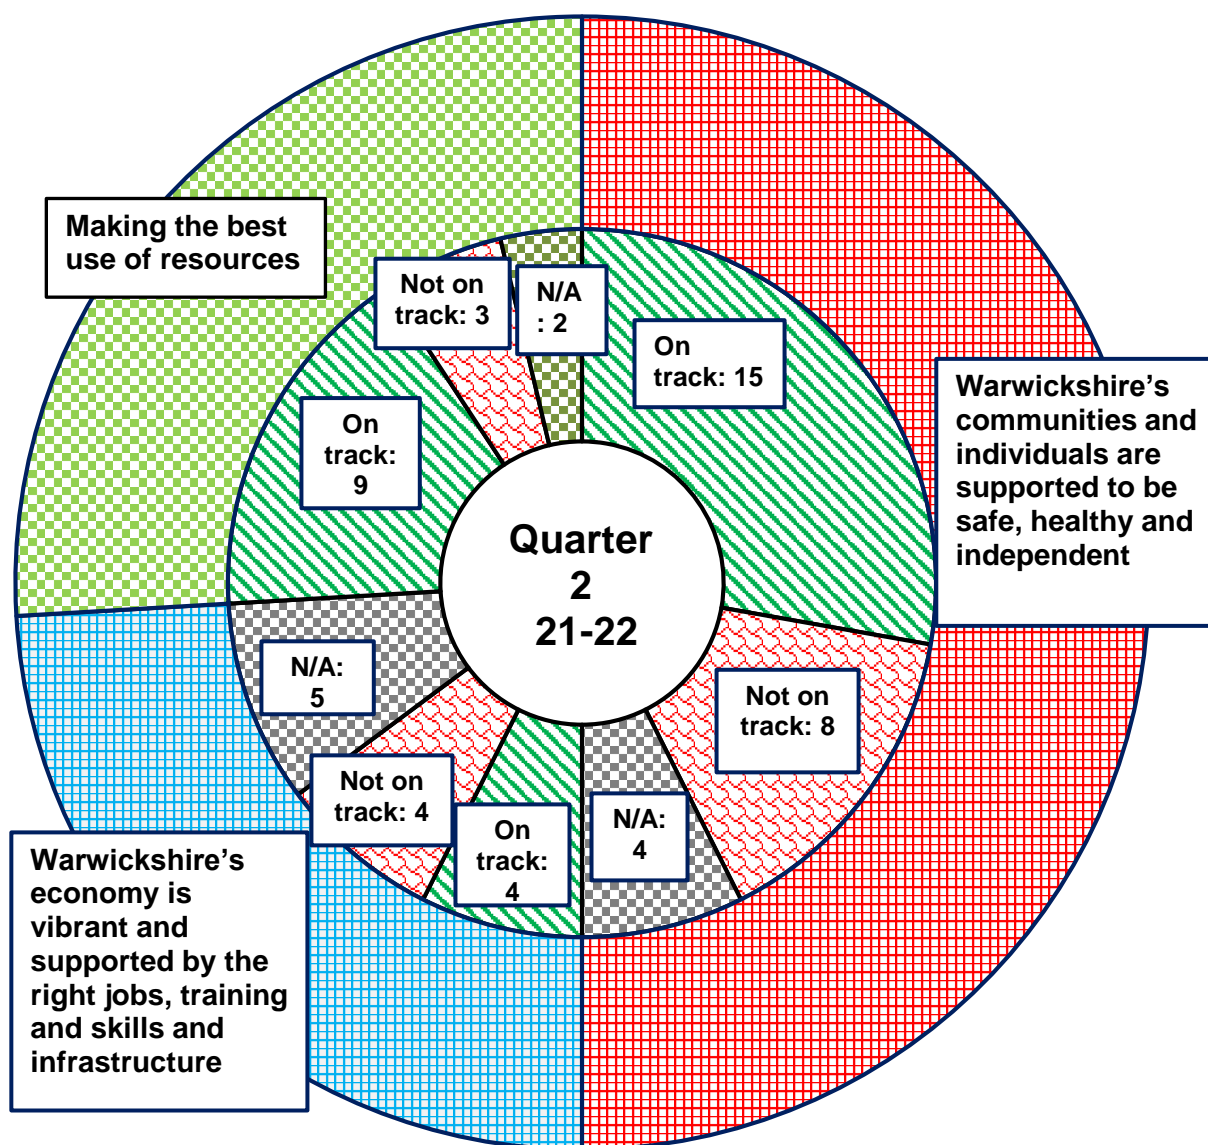 Making the best
use of resources
Not on
track: 3
N/A
: 2
On
track: 15
Warwickshire’s
communities and
individuals are
supported to be
safe, healthy and
independent
On
track:
9
Quarter
2
21-22
N/A:
5
Not on
track: 8
Not on
track: 4
On
track:
4
N/A:
4
Warwickshire’s
economy is
vibrant and
supported by the
right jobs, training
and skills and
infrastructure